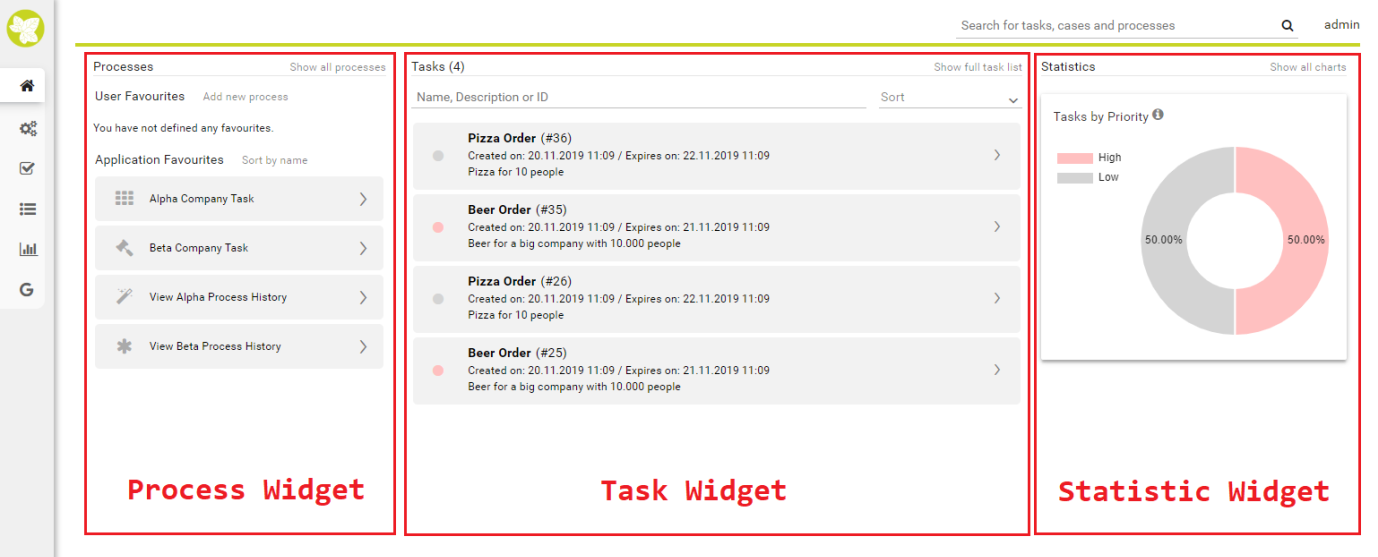 Search for tasks, cases and processes
admin
Processes
Show all processes
User Favourites
Add new process
You have not defined any favourites.
Application Favourites
Sort by name
Alpha Company Task
Beta Company Task
View Alpha Process History
View Beta Process History
Process Widget
Tasks (4)
Show full task list
Name, Description or ID
Sort
Pizza Order (#36)
Created on: 20.11.2019 11:09 / Expires on: 22.11.2019 11:09
Pizza for 10 people
Beer Order (#35)
Created on: 20.11.2019 11:09 / Expires on: 21.11.2019 11:09
Beer for a big company with 10.000 people
Pizza Order (#26)
Created on: 20.11.2019 11:09 / Expires on: 22.11.2019 11:09
Pizza for 10 people
Beer Order (#25)
Created on: 20.11.2019 11:09 / Expires on: 21.11.2019 11:09
Beer for a big company with 10.000 people
Task Widget
Statistics
Show all charts
Tasks by Priority
High
Low
50.00%
50.00%
Statistic Widget
G